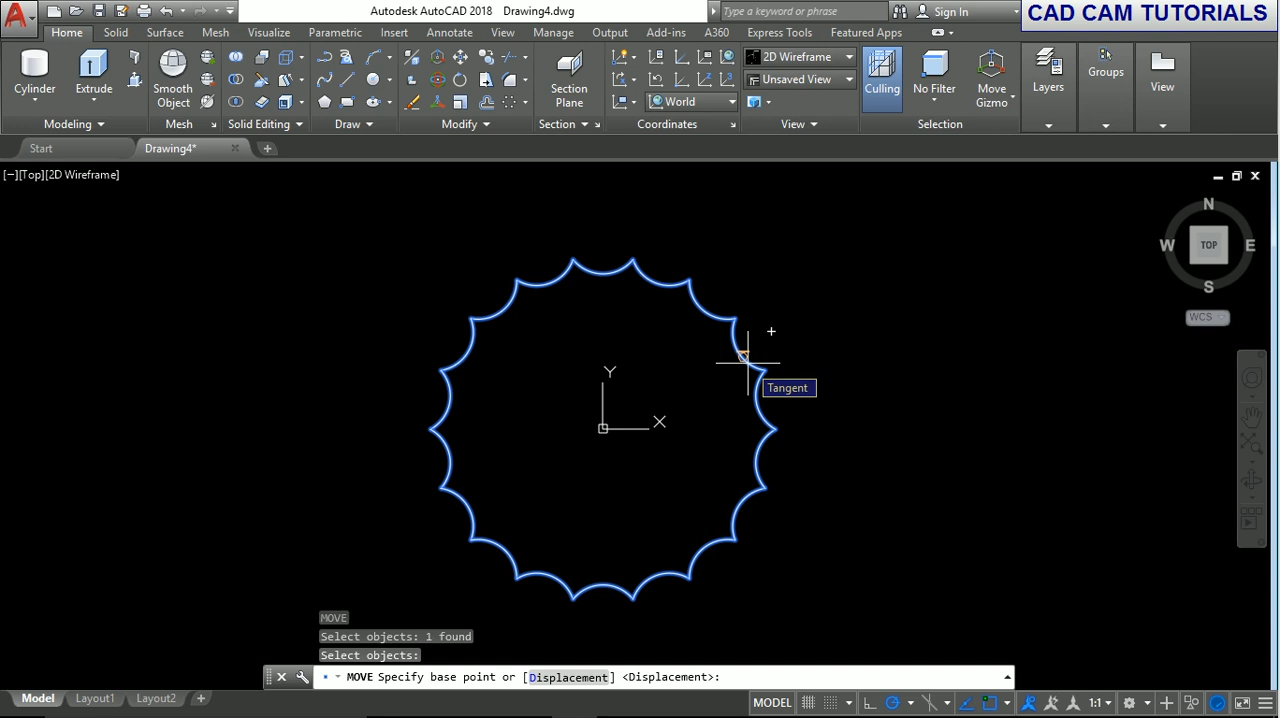 Autodesk AutoCAD 2018 Drawing4.dwg
Type a keyword or phrase
Sign In
CAD CAM TUTORIALS
Home Solid Surface Mesh Visualize Parametric Insert Annotate View Manage Output Add-ins A360 Express Tools Featured Apps
Cylinder
Extrude
Smooth
Object
Section
Plane
2D Wireframe
Unsaved View
World
Culling
No Filter
Move
Gizmo
Layers
Groups
View
Modeling
Mesh
Solid Editing
Draw
Modify
Section
Coordinates
View
Selection
Start
Drawing4*
[−][Top][2D Wireframe]
N
W
TOP
E
S
WCS
Y
X
Tangent
MOVE
Select objects: 1 found
Select objects:
MOVE Specify base point or [Displacement] <Displacement>:
Model Layout1 Layout2
MODEL
1:1